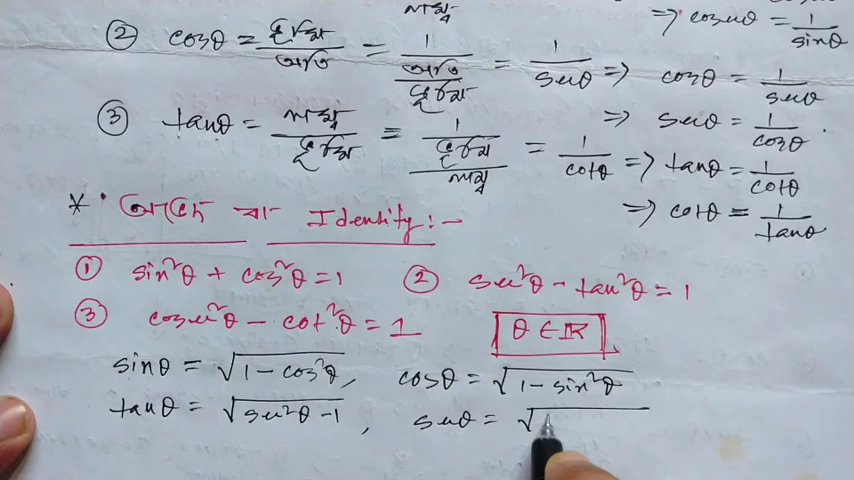 লম্ব
⇒ cosecθ = 1/sinθ
② cosθ = ভূমি/অতি = 1/(অতি/ভূমি) = 1/secθ ⇒ cosθ = 1/secθ
⇒ secθ = 1/cosθ
③ tanθ = লম্ব/ভূমি = 1/(ভূমি/লম্ব) = 1/cotθ ⇒ tanθ = 1/cotθ
⇒ cotθ = 1/tanθ
* অভেদ বা Identity :-
① sin²θ + cos²θ = 1 ② sec²θ - tan²θ = 1
③ cosec²θ - cot²θ = 1 θ ∈ ℝ
sinθ = √(1 - cos²θ), cosθ = √(1 - sin²θ)
tanθ = √(sec²θ - 1), secθ = √